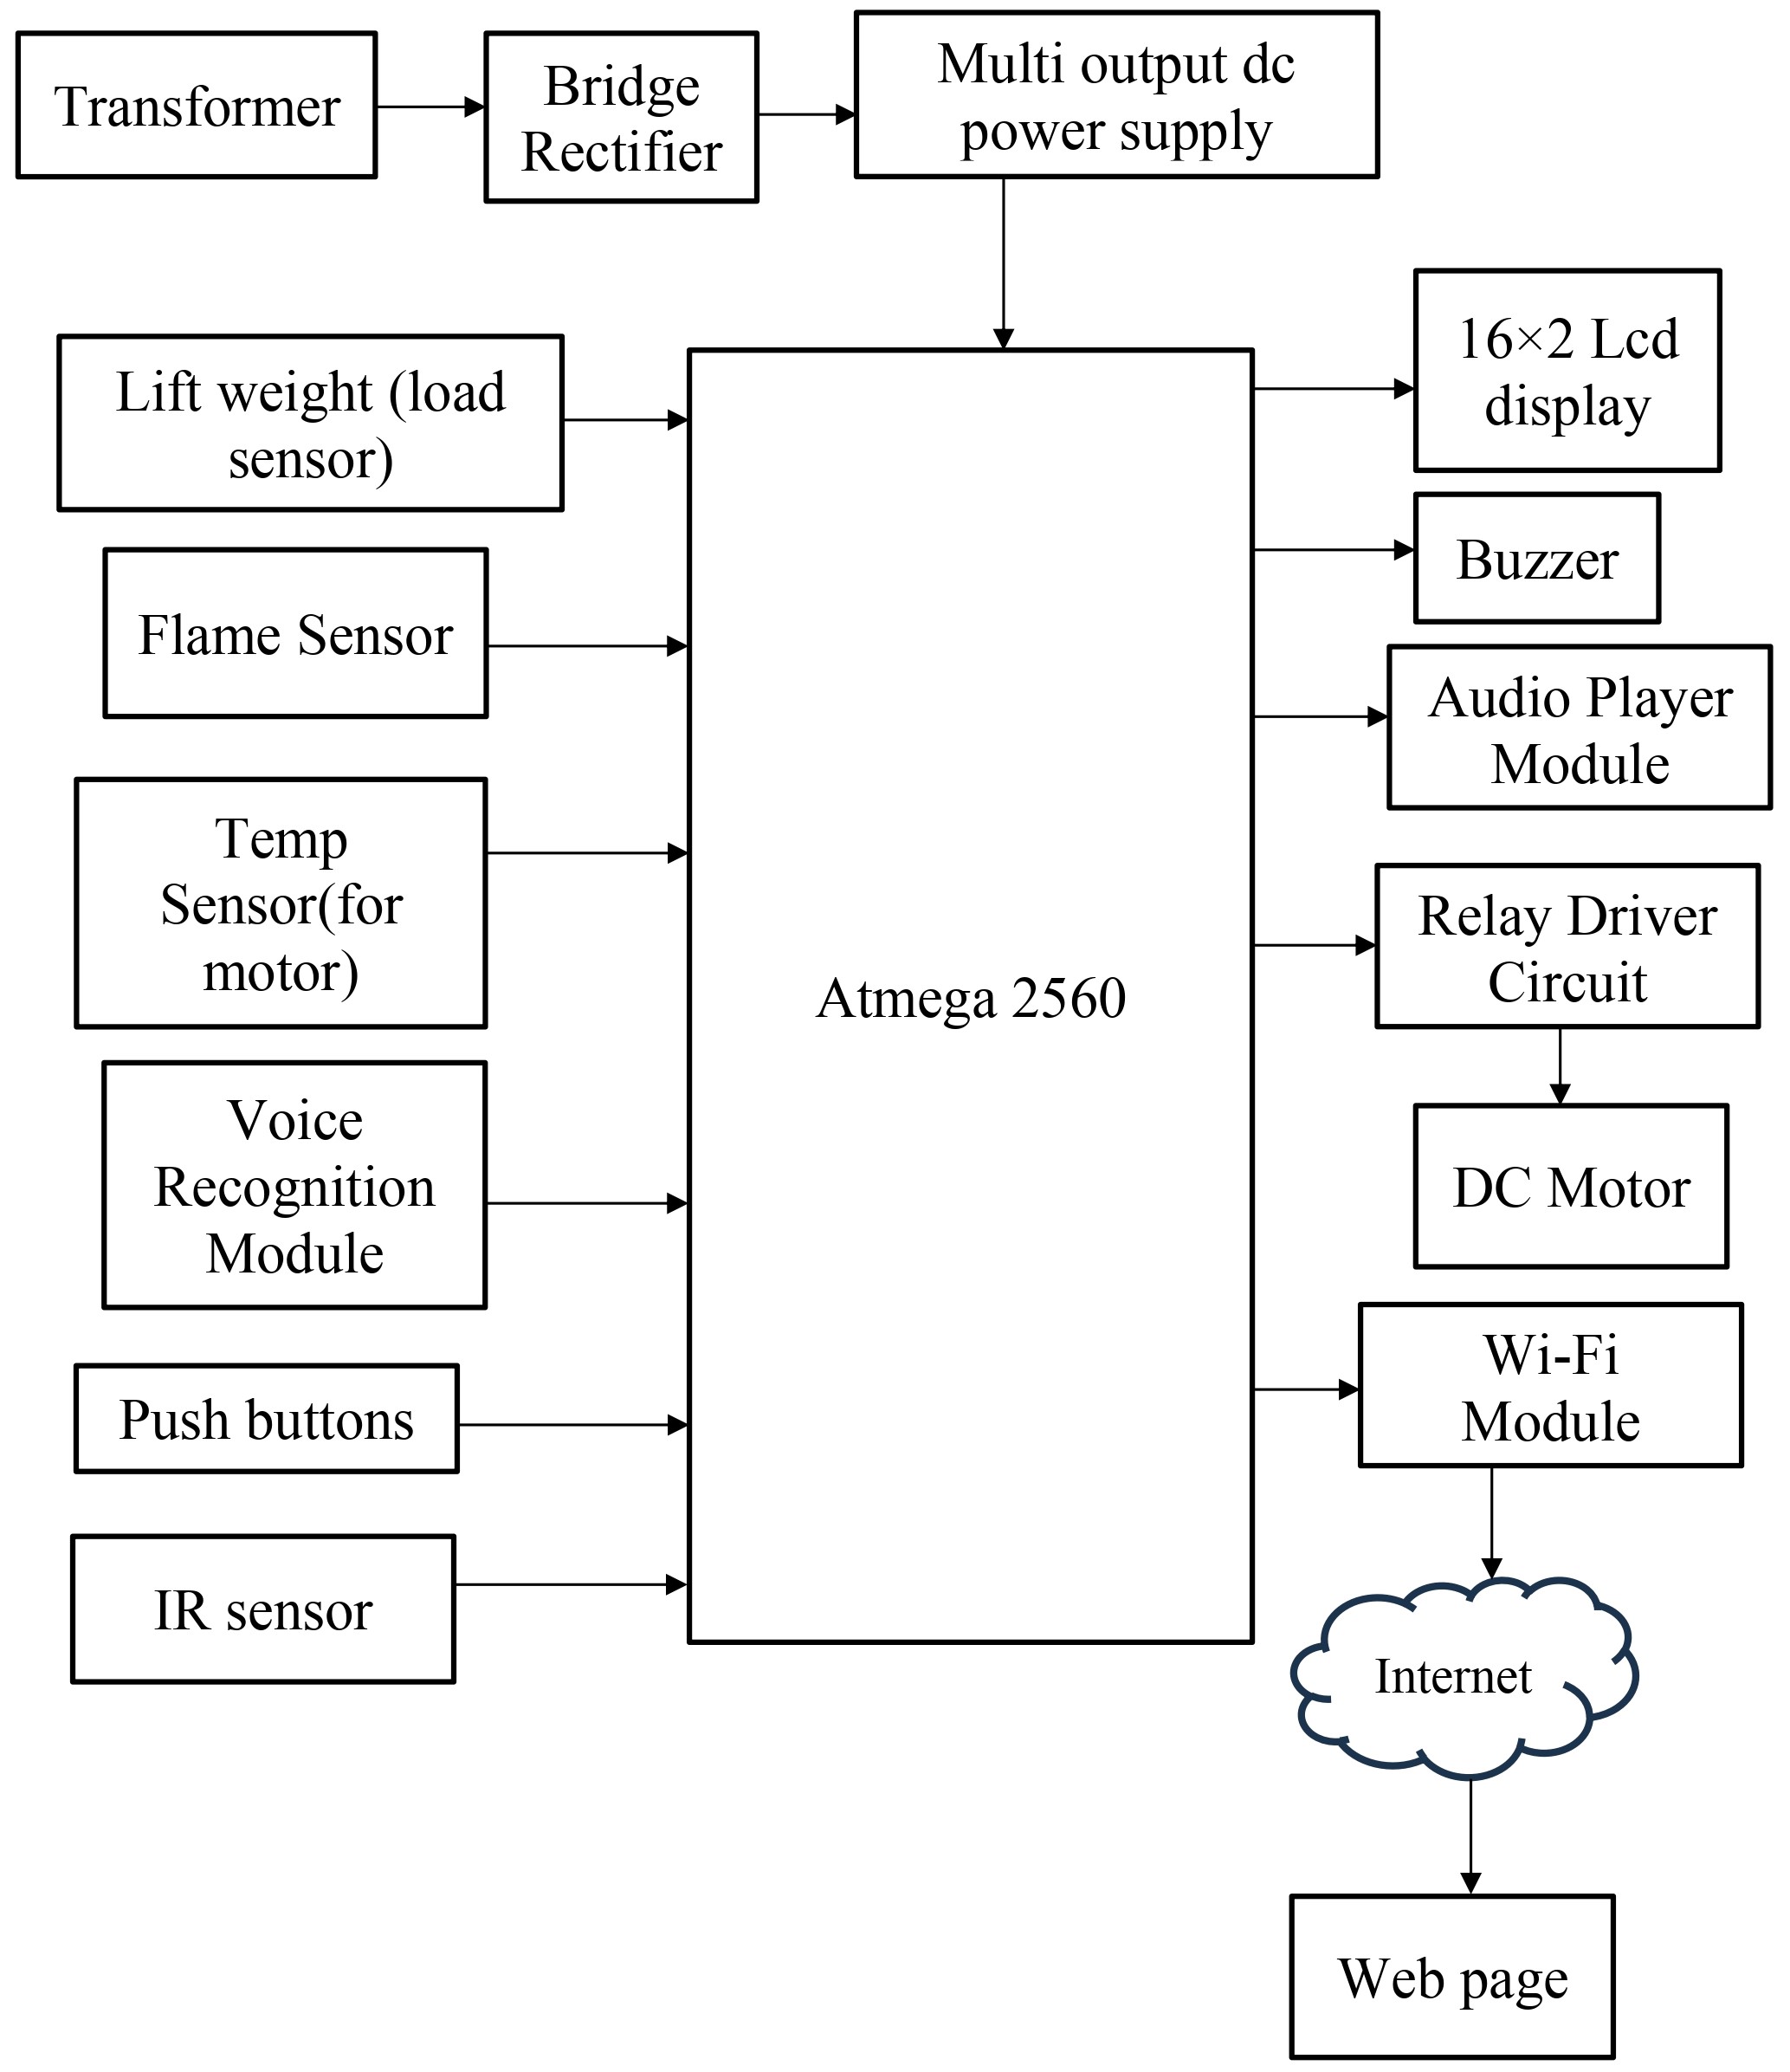 Transformer
Bridge
Rectifier
Multi output dc
power supply
Lift weight (load
sensor)
Flame Sensor
Temp
Sensor(for
motor)
Voice
Recognition
Module
Push buttons
IR sensor
Atmega 2560
16×2 Lcd
display
Buzzer
Audio Player
Module
Relay Driver
Circuit
DC Motor
Wi-Fi
Module
Internet
Web page